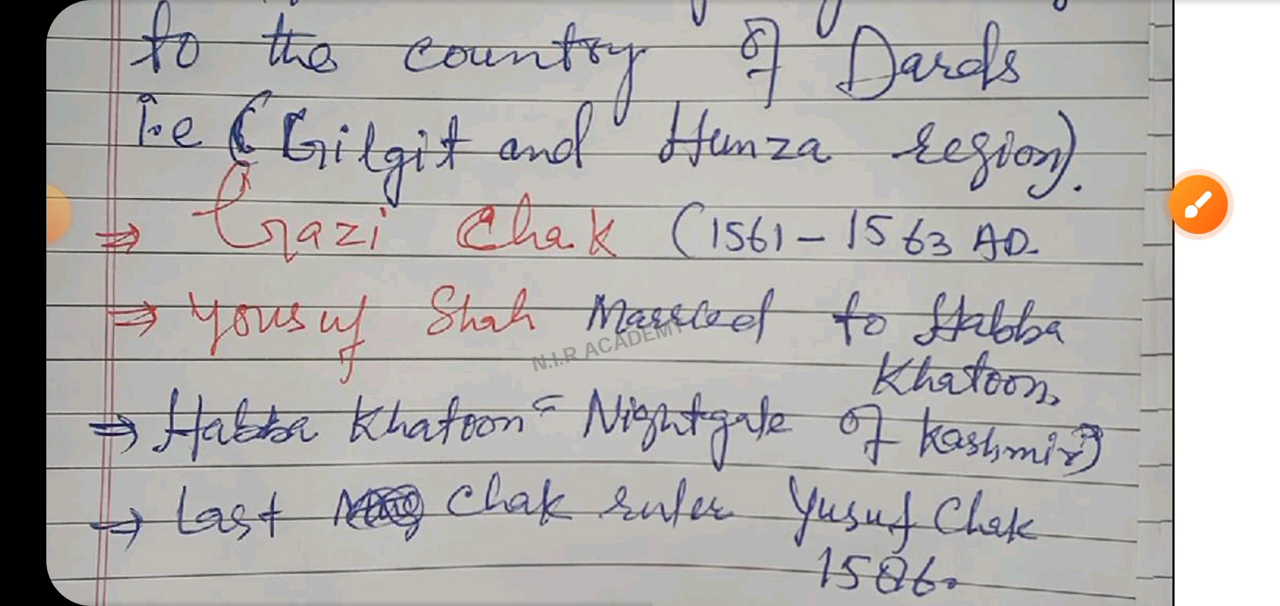 to the country of Dards
i.e (Gilgit and Hunza region).
⇒ Gazi Chak (1561 - 1563 AD.
⇒ Yousuf Shah Married to Habba
Khatoon.
N.I.R ACADEMY
⇒ Habba Khatoon = Nightgale of Kashmir
→ Last Chak ruler Yusuf Chak
1586.